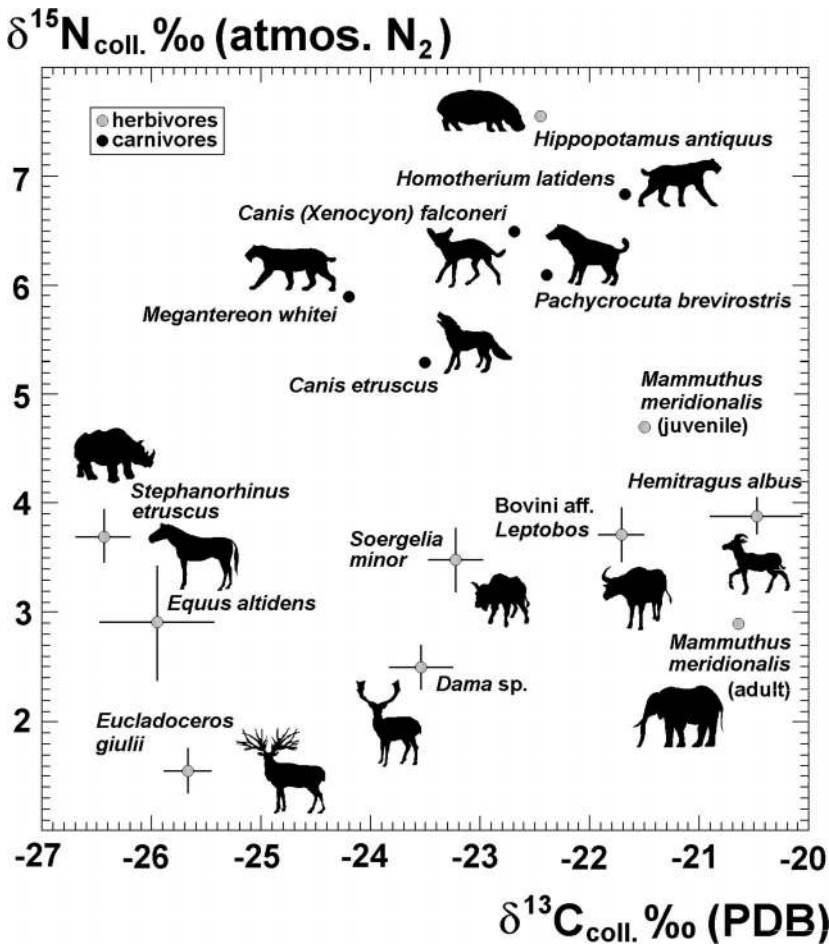 δ¹⁵Ncoll. ‰ (atmos. N₂)
herbivores
carnivores
Hippopotamus antiquus
Homotherium latidens
Canis (Xenocyon) falconeri
Pachycrocuta brevirostris
Megantereon whitei
Canis etruscus
Mammuthus
meridionalis
(juvenile)
Stephanorhinus
etruscus
Hemitragus albus
Bovini aff.
Leptobos
Soergelia
minor
Equus altidens
Mammuthus
meridionalis
(adult)
Dama sp.
Eucladoceros
giulii
7
6
5
4
3
2
-27 -26 -25 -24 -23 -22 -21 -20
δ¹³Ccoll. ‰ (PDB)